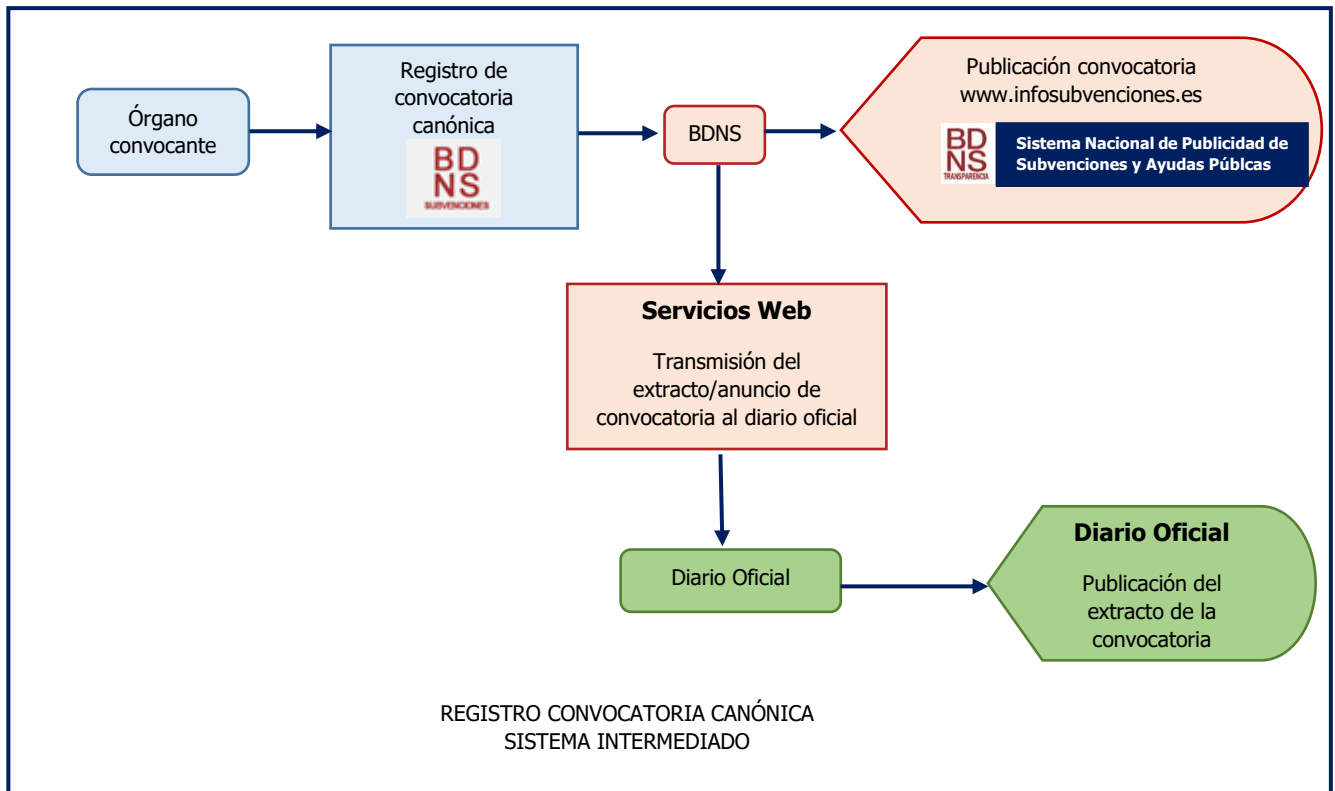 Órgano
convocante
Registro de
convocatoria
canónica
BD
NS
SUBVENCIONES
BDNS
Publicación convocatoria
www.infosubvenciones.es
BD
NS
TRANSPARENCIA
Sistema Nacional de Publicidad de
Subvenciones y Ayudas Públcas
Servicios Web
Transmisión del
extracto/anuncio de
convocatoria al diario oficial
Diario Oficial
Diario Oficial
Publicación del
extracto de la
convocatoria
REGISTRO CONVOCATORIA CANÓNICA
SISTEMA INTERMEDIADO